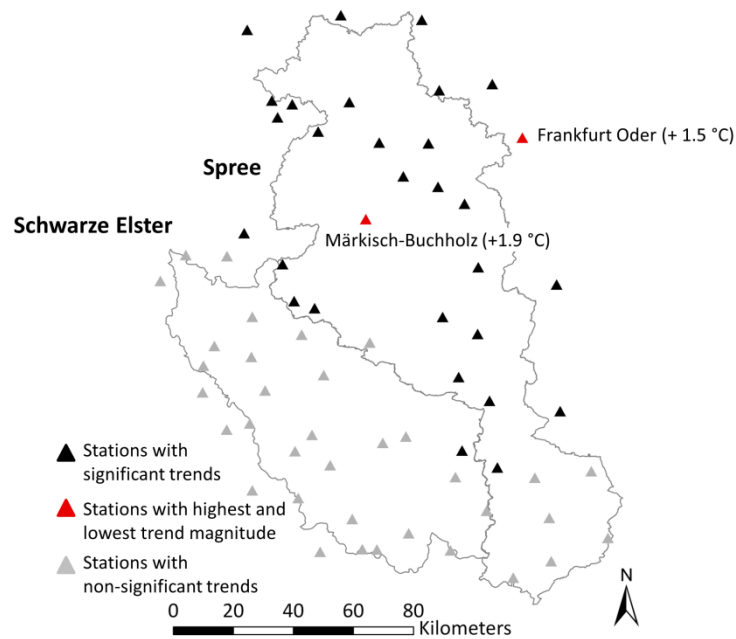 Frankfurt Oder (+ 1.5 °C)
Spree
Schwarze Elster
Märkisch-Buchholz (+1.9 °C)
Stations with
significant trends
Stations with highest and
lowest trend magnitude
Stations with
non-significant trends
N
0 20 40 60 80
Kilometers